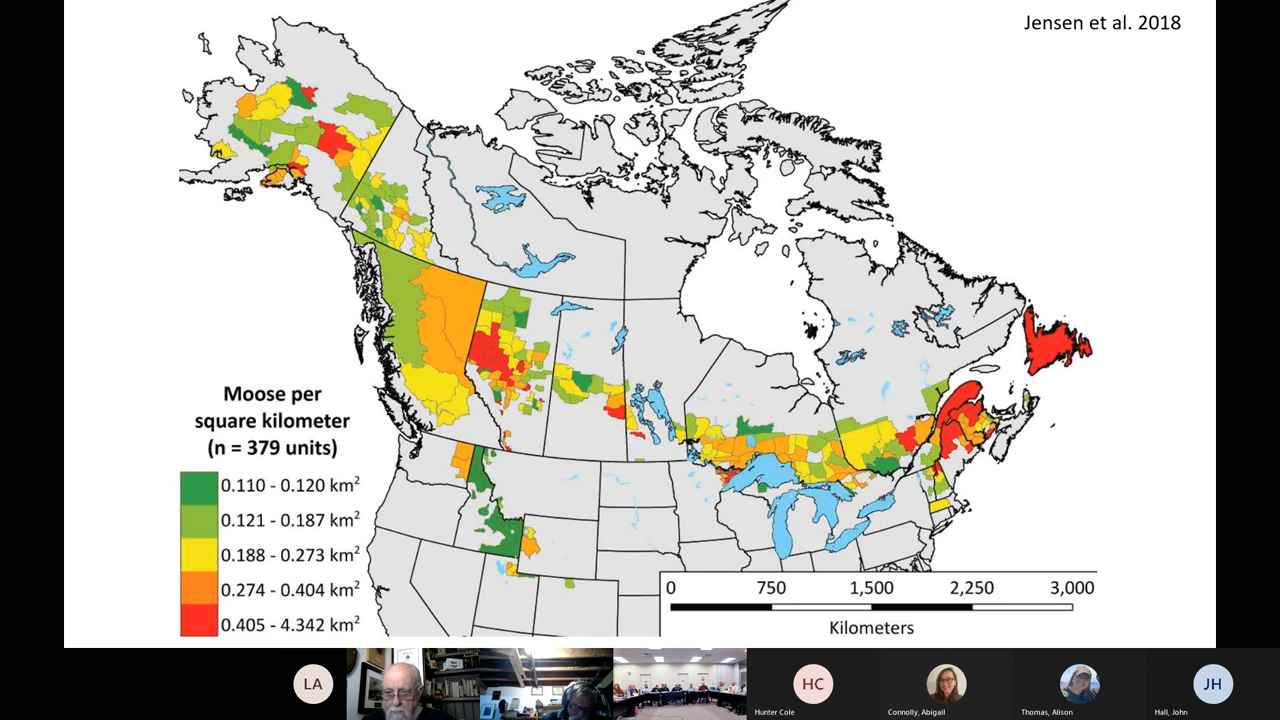 Jensen et al. 2018
Moose per
square kilometer
(n = 379 units)
0.110 - 0.120 km²
0.121 - 0.187 km²
0.188 - 0.273 km²
0.274 - 0.404 km²
0.405 - 4.342 km²
0 750 1,500 2,250 3,000
Kilometers
LA
HC
JH
Hunter Cole
Connolly, Abigail
Thomas, Alison
Hall, John